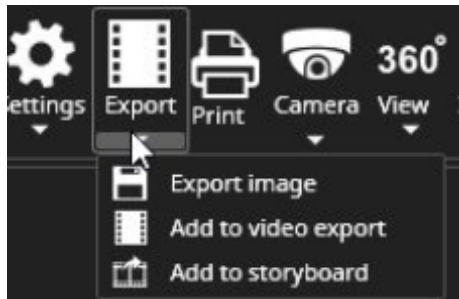 360°
ettings Export Print Camera View
Export image
Add to video export
Add to storyboard